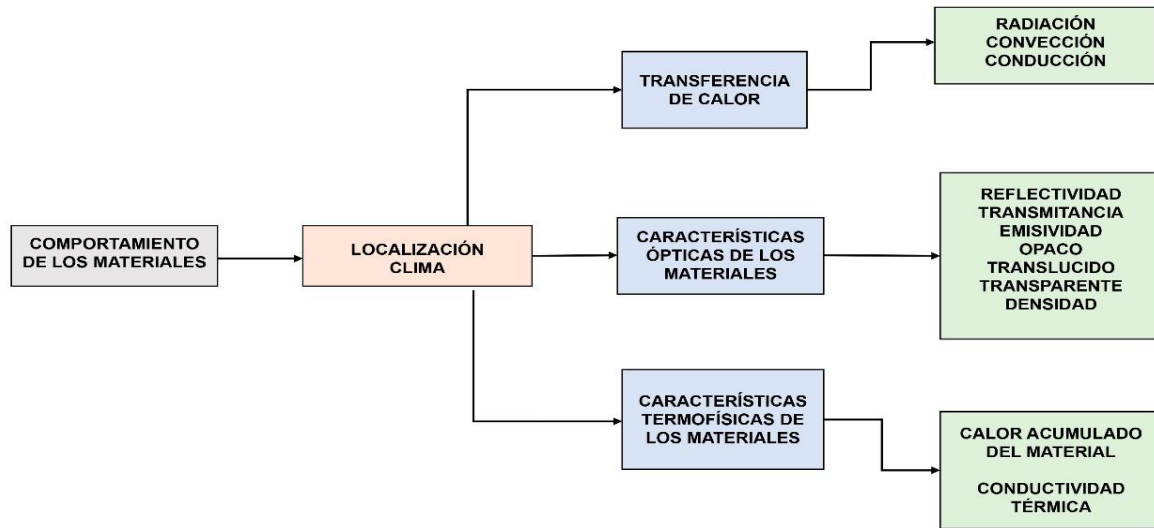 COMPORTAMIENTO
DE LOS MATERIALES
LOCALIZACIÓN
CLIMA
TRANSFERENCIA
DE CALOR
RADIACIÓN
CONVECCIÓN
CONDUCCIÓN
CARACTERÍSTICAS
ÓPTICAS DE LOS
MATERIALES
REFLECTIVIDAD
TRANSMITANCIA
EMISIVIDAD
OPACO
TRANSLUCIDO
TRANSPARENTE
DENSIDAD
CARACTERÍSTICAS
TERMOFÍSICAS DE
LOS MATERIALES
CALOR ACUMULADO
DEL MATERIAL
CONDUCTIVIDAD
TÉRMICA